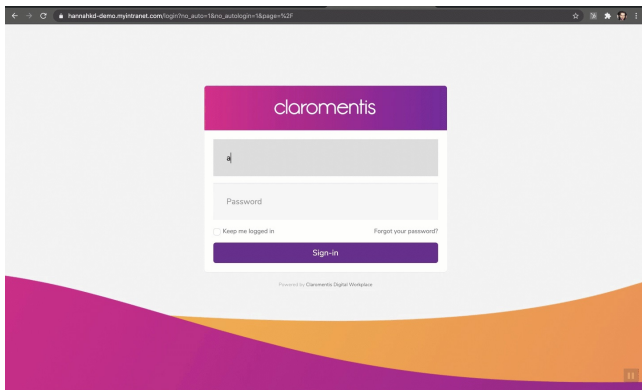 hannahkd-demo.myintranet.com/login?no_auto=1&no_autologin=1&page=%2F
claromentis
a
Password
Keep me logged in Forgot your password?
Sign-in
Powered by Claromentis Digital Workplace